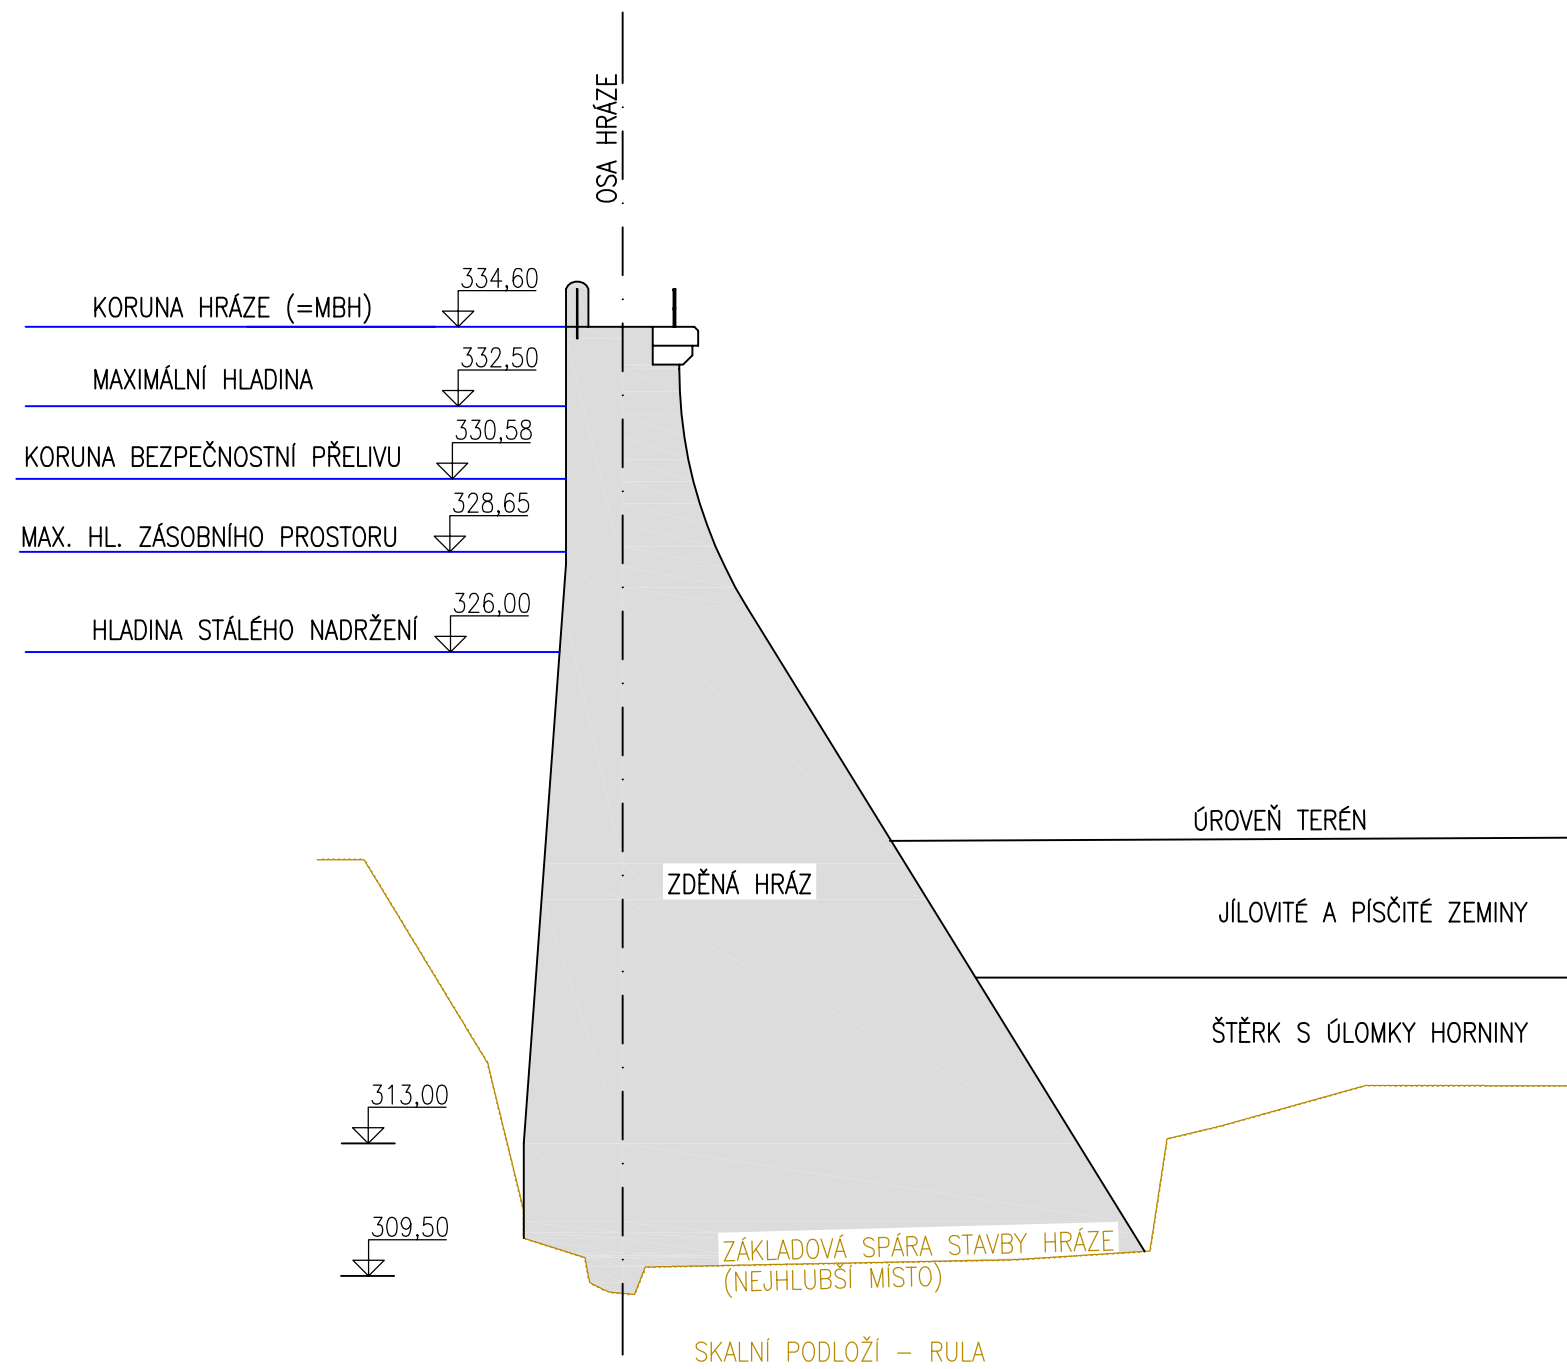 OSA HRÁZE
334,60
KORUNA HRÁZE (=MBH)
332,50
MAXIMÁLNÍ HLADINA
330,58
KORUNA BEZPEČNOSTNÍ PŘELIVU
328,65
MAX. HL. ZÁSOBNÍHO PROSTORU
326,00
HLADINA STÁLÉHO NADRŽENÍ
ÚROVEŇ TERÉN
ZDĚNÁ HRÁZ
JÍLOVITÉ A PÍSČITÉ ZEMINY
ŠTĚRK S ÚLOMKY HORNINY
313,00
309,50
ZÁKLADOVÁ SPÁRA STAVBY HRÁZE
(NEJHLUBŠÍ MÍSTO)
SKALNÍ PODLOŽÍ – RULA